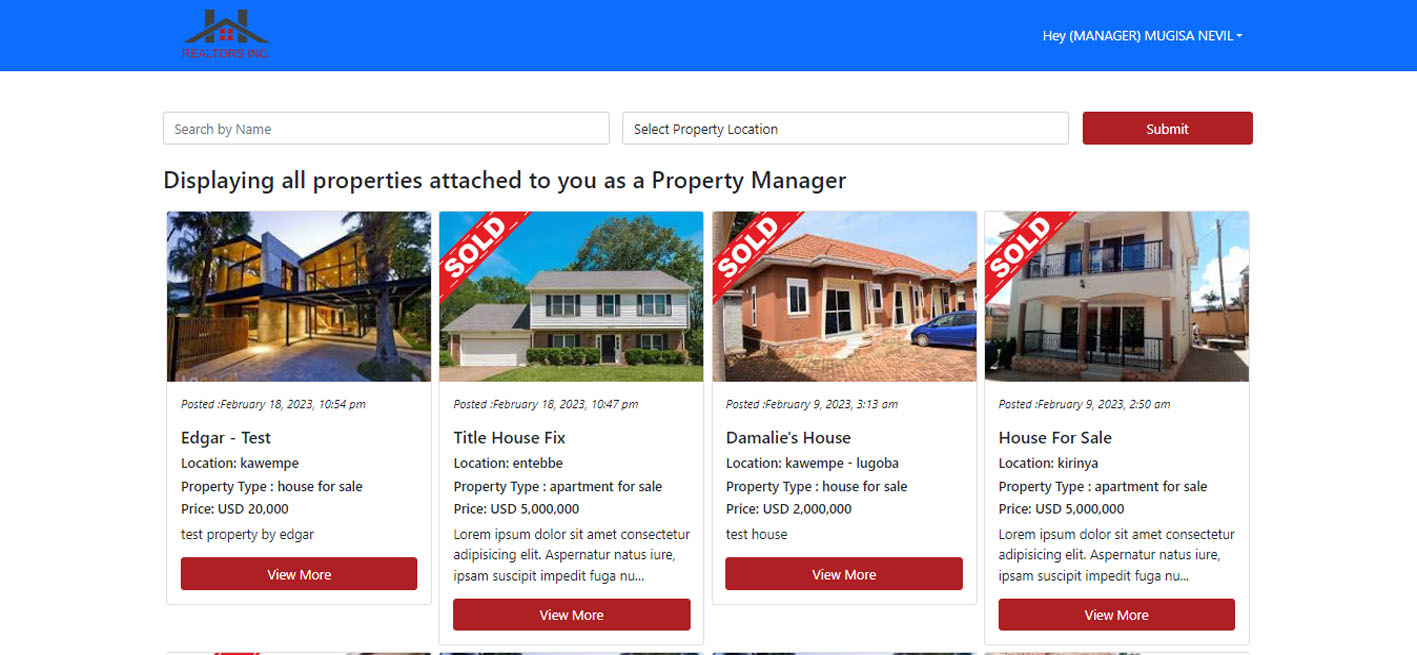 REALTORS INC.
Hey (MANAGER) MUGISA NEVIL
Search by Name
Select Property Location
Submit
Displaying all properties attached to you as a Property Manager
SOLD
SOLD
SOLD
Posted :February 18, 2023, 10:54 pm
Edgar - Test
Location: kawempe
Property Type : house for sale
Price: USD 20,000
test property by edgar
View More
Posted :February 18, 2023, 10:47 pm
Title House Fix
Location: entebbe
Property Type : apartment for sale
Price: USD 5,000,000
Lorem ipsum dolor sit amet consectetur
adipisicing elit. Aspernatur natus iure,
ipsam suscipit impedit fuga nu...
View More
Posted :February 9, 2023, 3:13 am
Damalie's House
Location: kawempe - lugoba
Property Type : house for sale
Price: USD 2,000,000
test house
View More
Posted :February 9, 2023, 2:50 am
House For Sale
Location: kirinya
Property Type : apartment for sale
Price: USD 5,000,000
Lorem ipsum dolor sit amet consectetur
adipisicing elit. Aspernatur natus iure,
ipsam suscipit impedit fuga nu...
View More